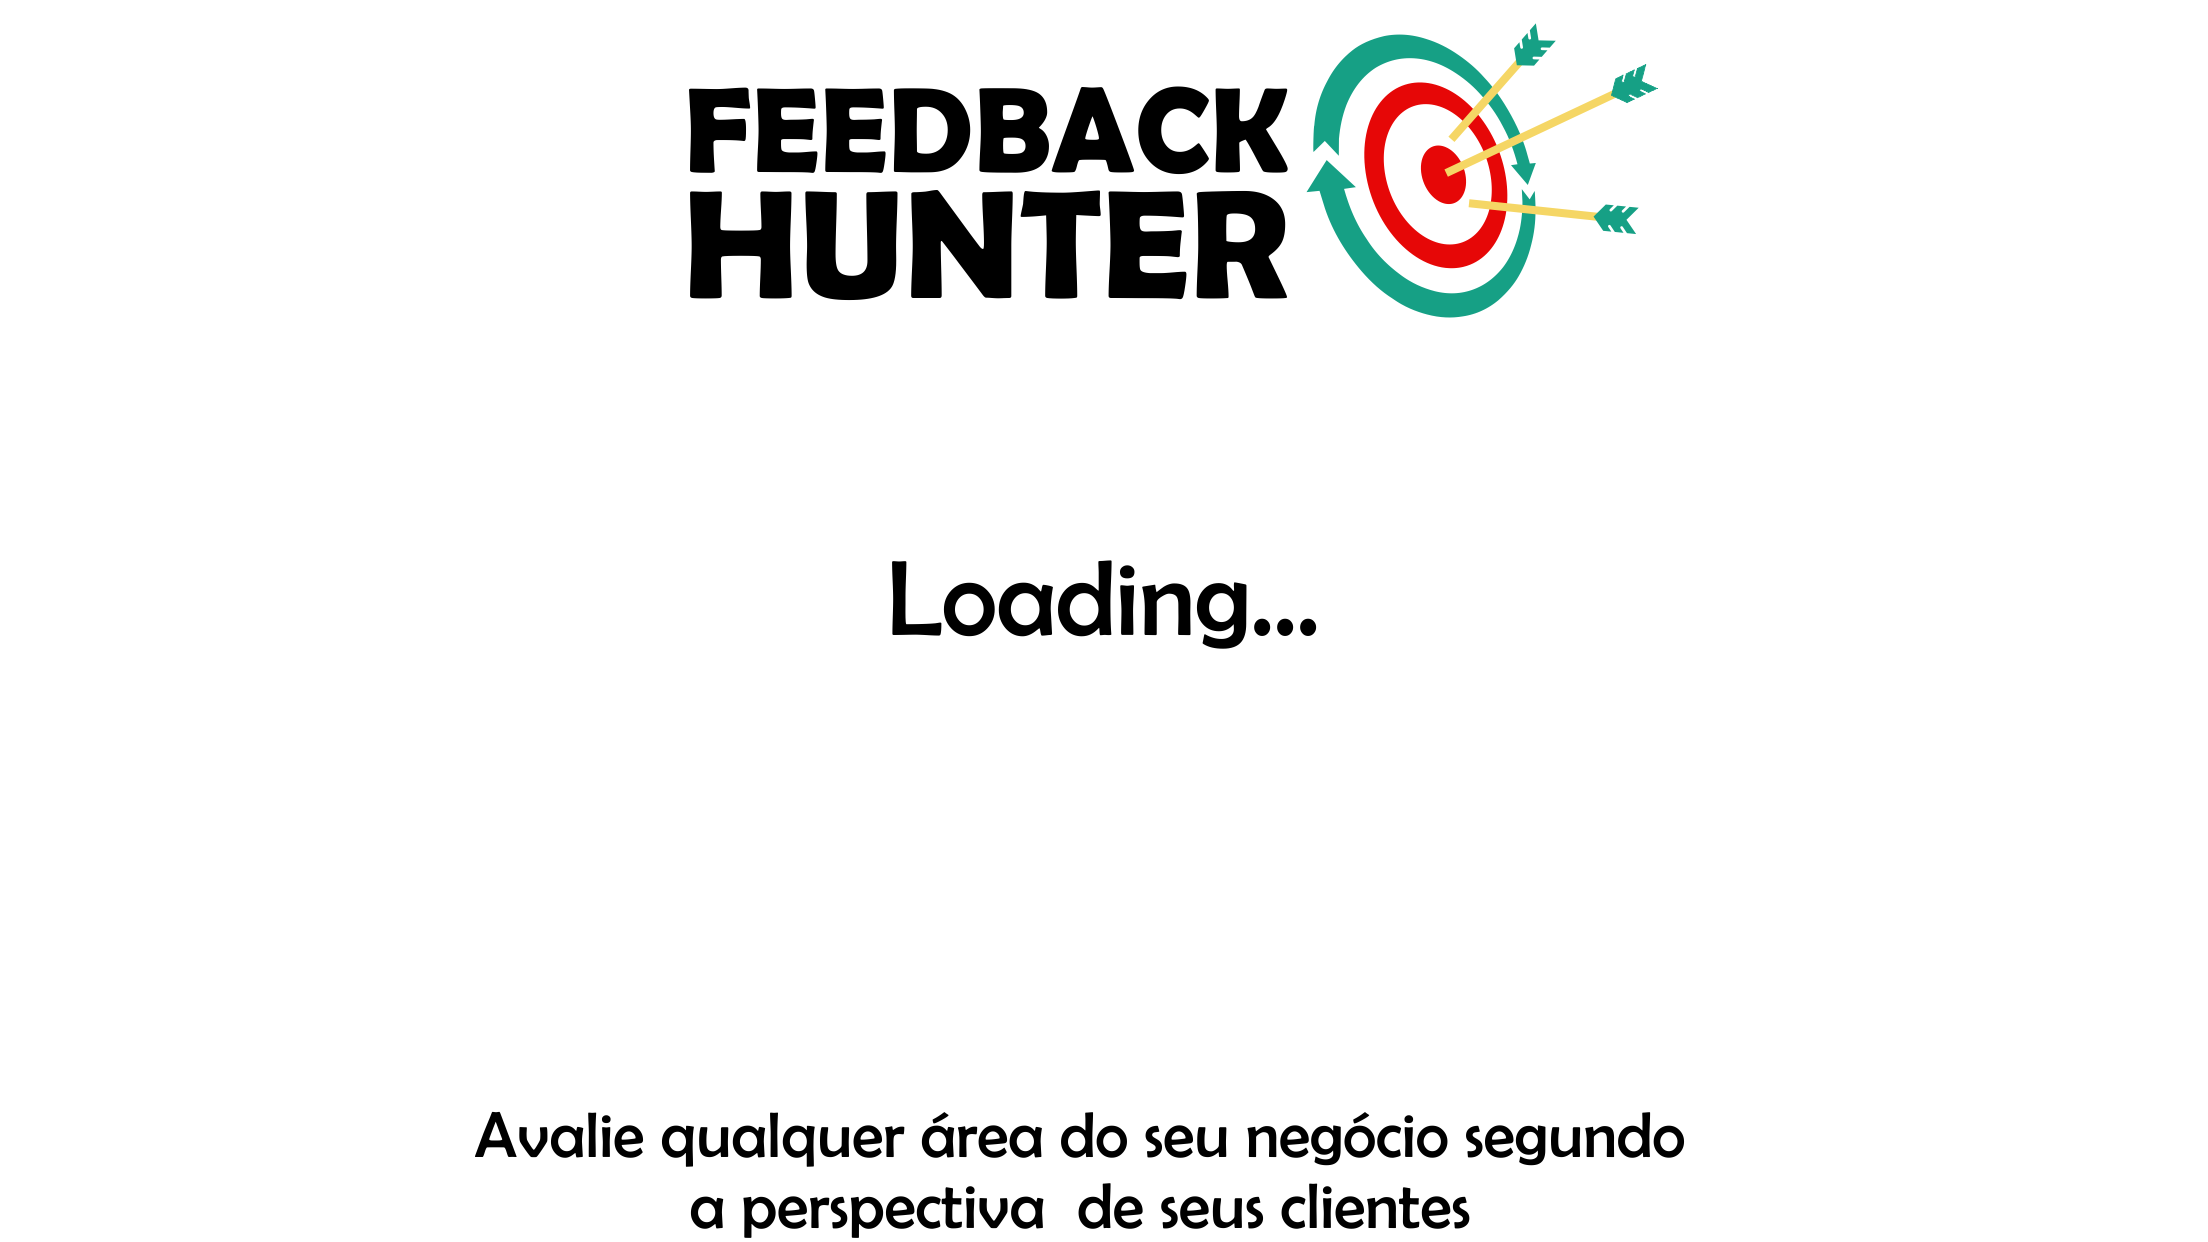 FEEDBACK
HUNTER
Loading...
Avalie qualquer área do seu negócio segundo
a perspectiva  de seus clientes